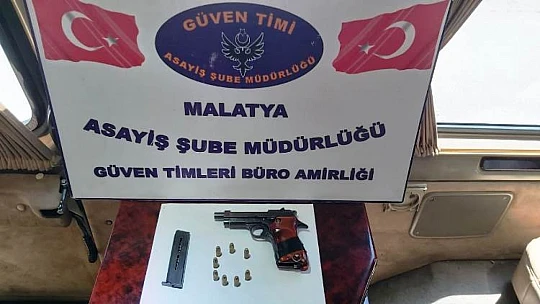 GÜVEN TİMİ
ASAYİŞ ŞUBE MÜDÜRLÜĞÜ
MALATYA
ASAYİŞ ŞUBE MÜDÜRLÜĞÜ
GÜVEN TİMLERİ BÜRO AMİRLİĞİ